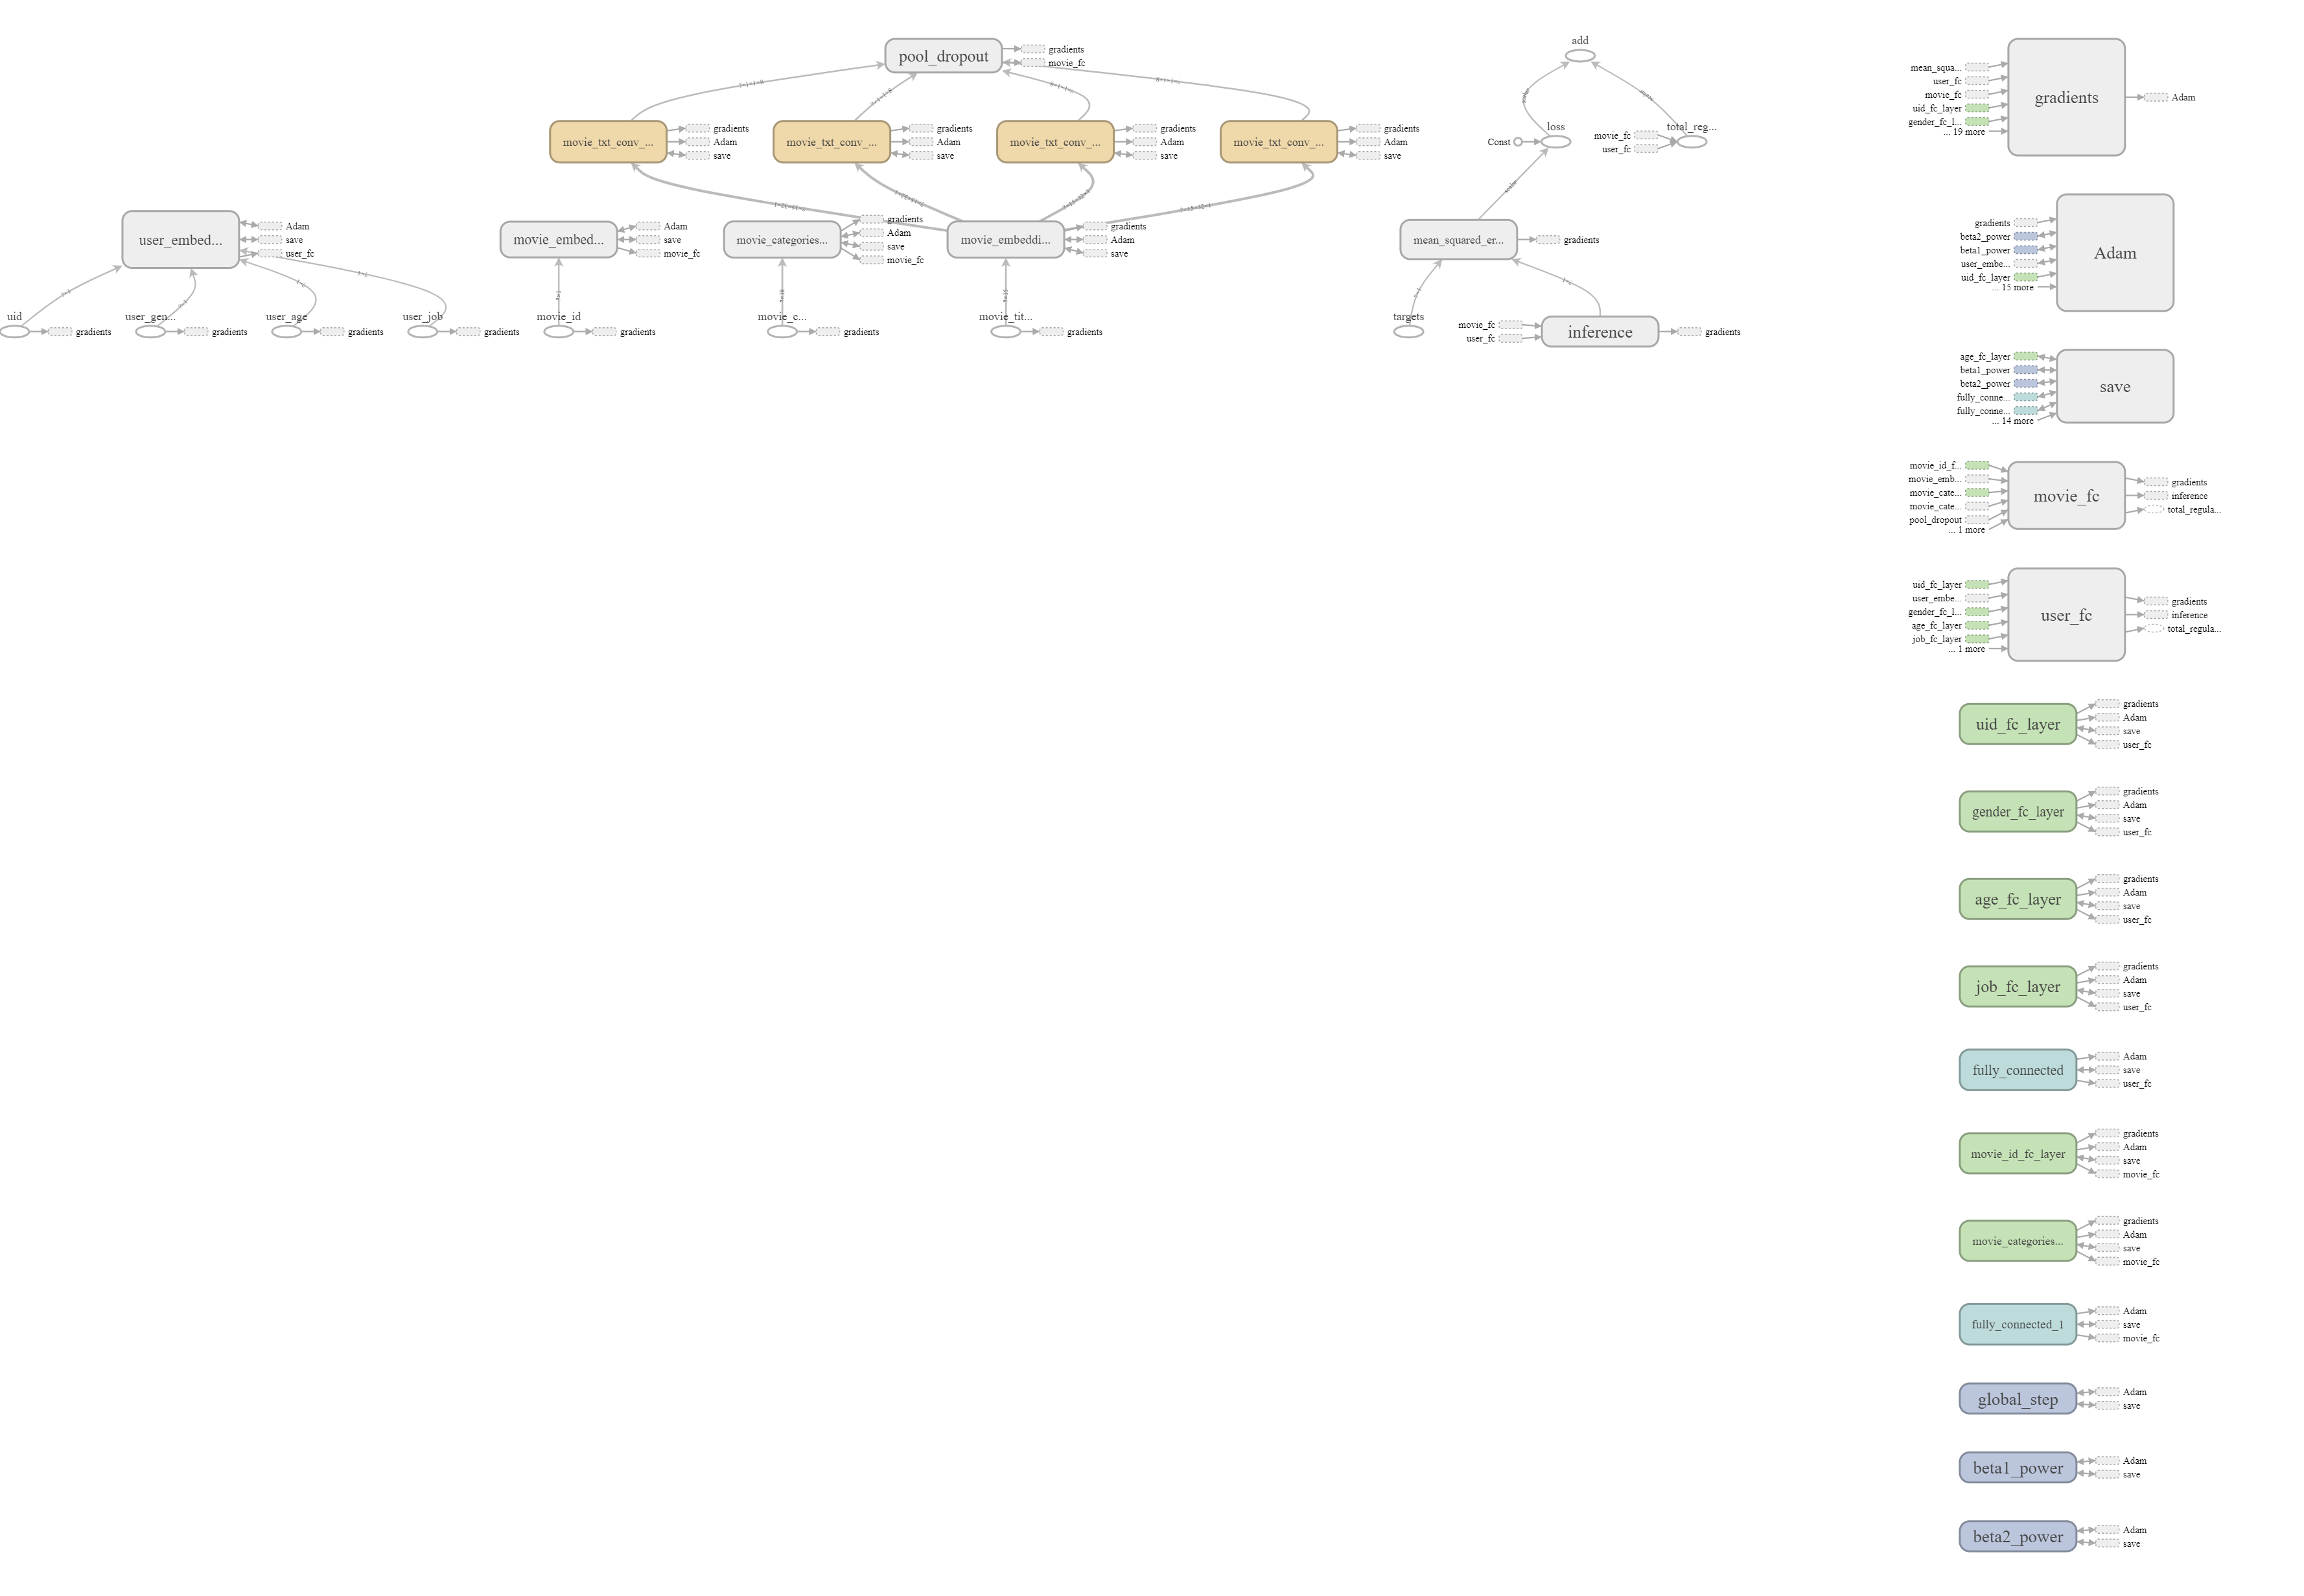 pool_dropout
gradients
movie_fc
movie_txt_conv_...
gradients
Adam
save
movie_txt_conv_...
gradients
Adam
save
movie_txt_conv_...
gradients
Adam
save
movie_txt_conv_...
gradients
Adam
save
user_embed...
Adam
save
user_fc
movie_embed...
Adam
save
movie_fc
movie_categories...
gradients
Adam
save
movie_fc
movie_embeddi...
gradients
Adam
save
uid
gradients
user_gen...
gradients
user_age
gradients
user_job
gradients
movie_id
gradients
movie_c...
gradients
movie_tit...
gradients
add
Const
loss
movie_fc
user_fc
total_reg...
mean_squared_er...
gradients
targets
movie_fc
user_fc
inference
gradients
mean_squa...
user_fc
movie_fc
uid_fc_layer
gender_fc_l...
... 19 more
gradients
Adam
gradients
beta2_power
beta1_power
user_embe...
uid_fc_layer
... 15 more
Adam
age_fc_layer
beta1_power
beta2_power
fully_conne...
fully_conne...
... 14 more
save
movie_id_f...
movie_emb...
movie_cate...
movie_cate...
pool_dropout
... 1 more
movie_fc
gradients
inference
total_regula...
uid_fc_layer
user_embe...
gender_fc_l...
age_fc_layer
job_fc_layer
... 1 more
user_fc
gradients
inference
total_regula...
uid_fc_layer
gradients
Adam
save
user_fc
gender_fc_layer
gradients
Adam
save
user_fc
age_fc_layer
gradients
Adam
save
user_fc
job_fc_layer
gradients
Adam
save
user_fc
fully_connected
Adam
save
user_fc
movie_id_fc_layer
gradients
Adam
save
movie_fc
movie_categories...
gradients
Adam
save
movie_fc
fully_connected_1
Adam
save
movie_fc
global_step
Adam
save
beta1_power
Adam
save
beta2_power
Adam
save